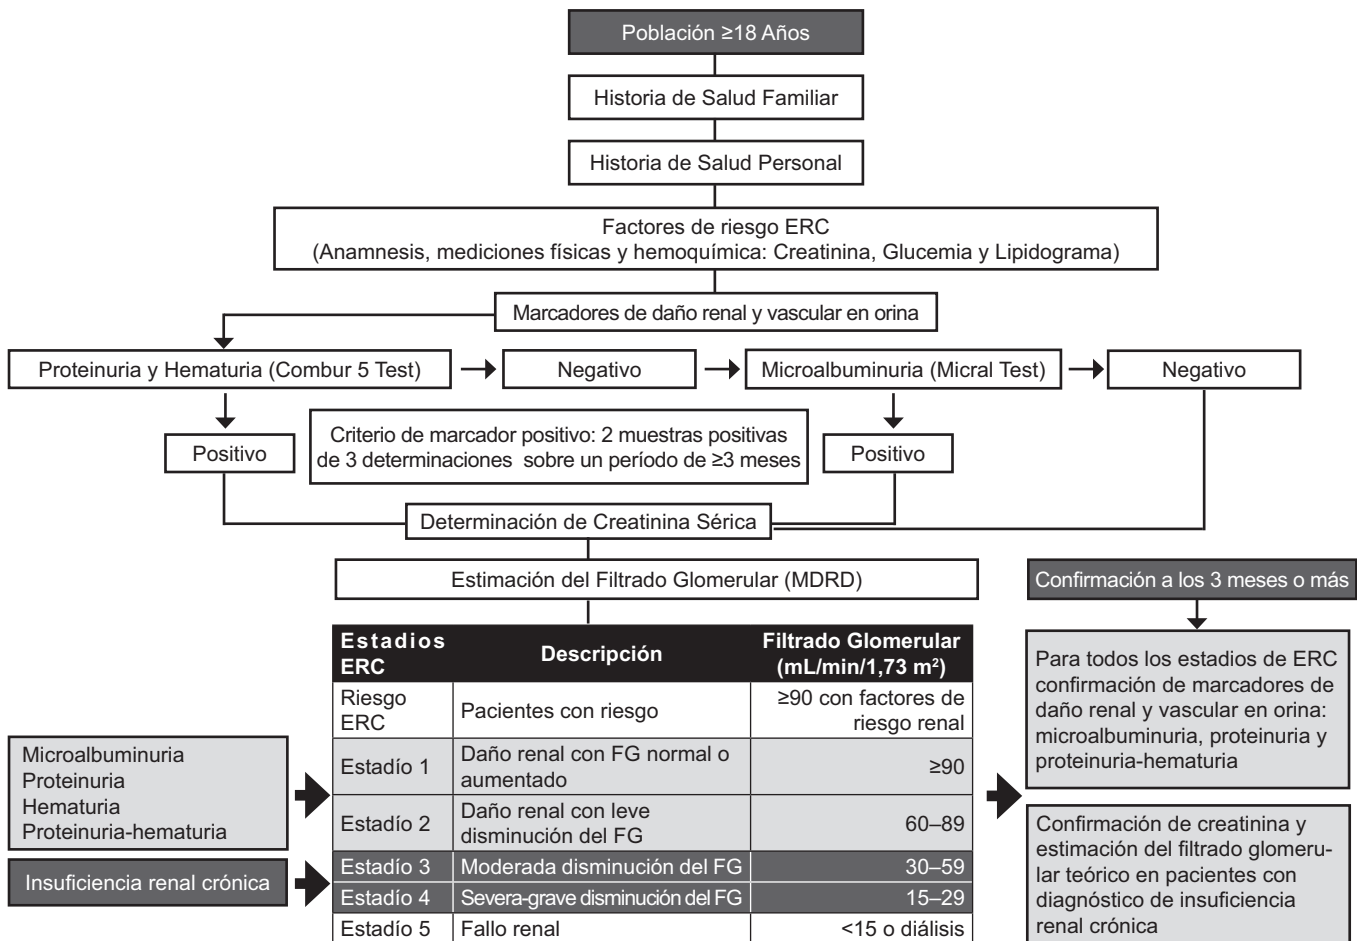 Población ≥18 Años
Historia de Salud Familiar
Historia de Salud Personal
Factores de riesgo ERC
(Anamnesis, mediciones físicas y hemoquímica: Creatinina, Glucemia y Lipidograma)
Marcadores de daño renal y vascular en orina
Proteinuria y Hematuria (Combur 5 Test)
Negativo
Microalbuminuria (Micral Test)
Negativo
Positivo
Criterio de marcador positivo: 2 muestras positivas
de 3 determinaciones sobre un período de ≥3 meses
Positivo
Determinación de Creatinina Sérica
Estimación del Filtrado Glomerular (MDRD)
Confirmación a los 3 meses o más
Estadios
ERC
Descripción
Filtrado Glomerular
(mL/min/1,73 m²)
Riesgo
ERC
Pacientes con riesgo
≥90 con factores de
riesgo renal
Estadío 1
Daño renal con FG normal o
aumentado
≥90
Estadío 2
Daño renal con leve
disminución del FG
60–89
Estadío 3
Moderada disminución del FG
30–59
Estadío 4
Severa-grave disminución del FG
15–29
Estadío 5
Fallo renal
<15 o diálisis
Microalbuminuria
Proteinuria
Hematuria
Proteinuria-hematuria
Insuficiencia renal crónica
Para todos los estadios de ERC
confirmación de marcadores de
daño renal y vascular en orina:
microalbuminuria, proteinuria y
proteinuria-hematuria
Confirmación de creatinina y
estimación del filtrado glomeru-
lar teórico en pacientes con
diagnóstico de insuficiencia
renal crónica